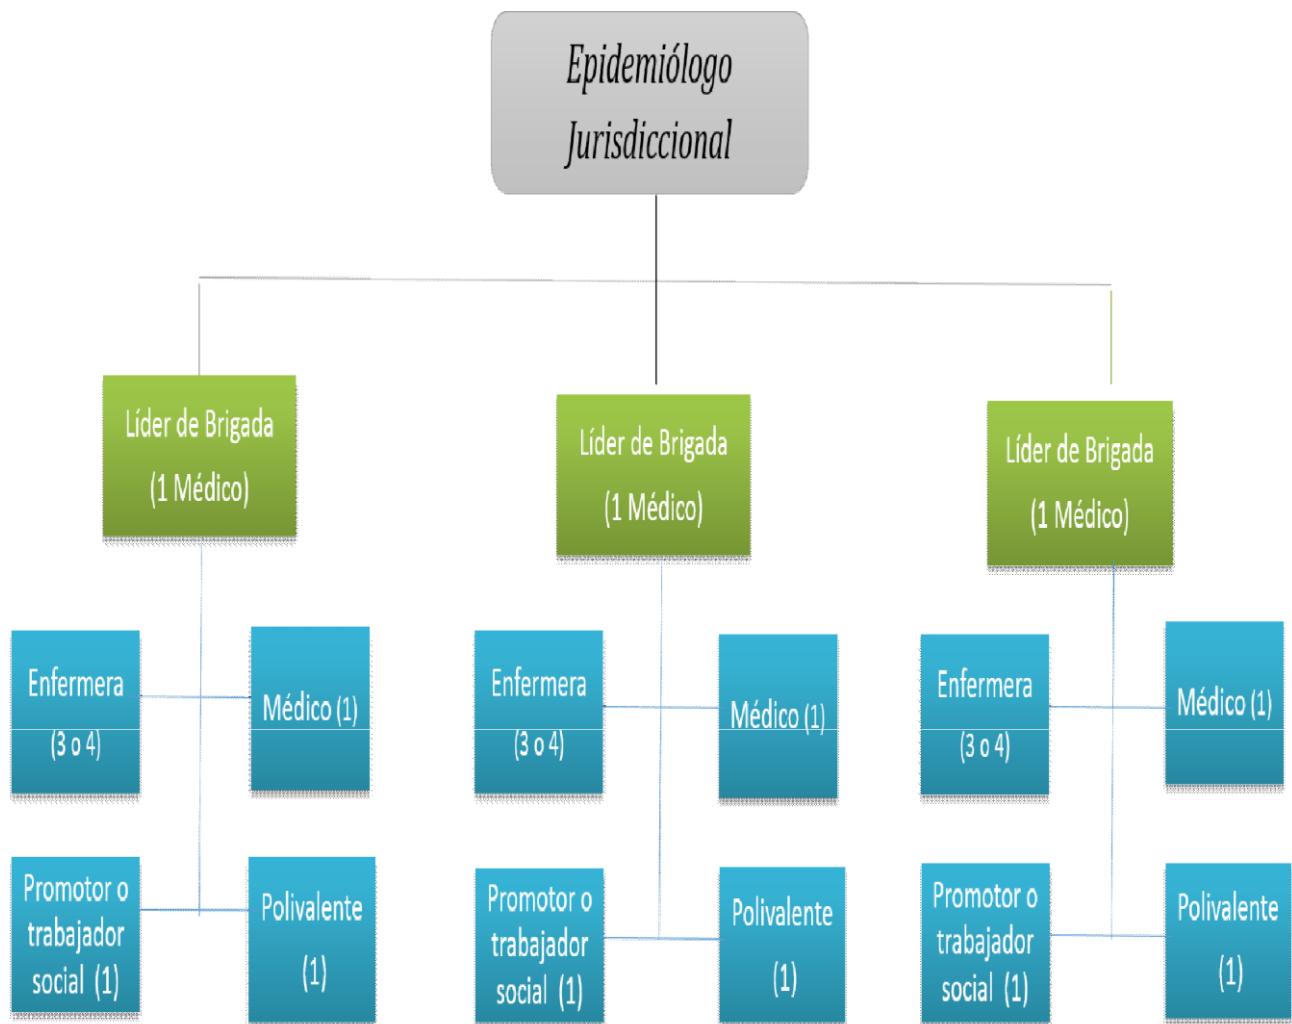 Epidemiólogo
Jurisdiccional
Líder de Brigada
(1 Médico)
Líder de Brigada
(1 Médico)
Líder de Brigada
(1 Médico)
Enfermera
(3 o 4)
Médico (1)
Enfermera
(3 o 4)
Médico (1)
Enfermera
(3 o 4)
Médico (1)
Promotor o
trabajador
social (1)
Polivalente
(1)
Promotor o
trabajador
social (1)
Polivalente
(1)
Promotor o
trabajador
social (1)
Polivalente
(1)